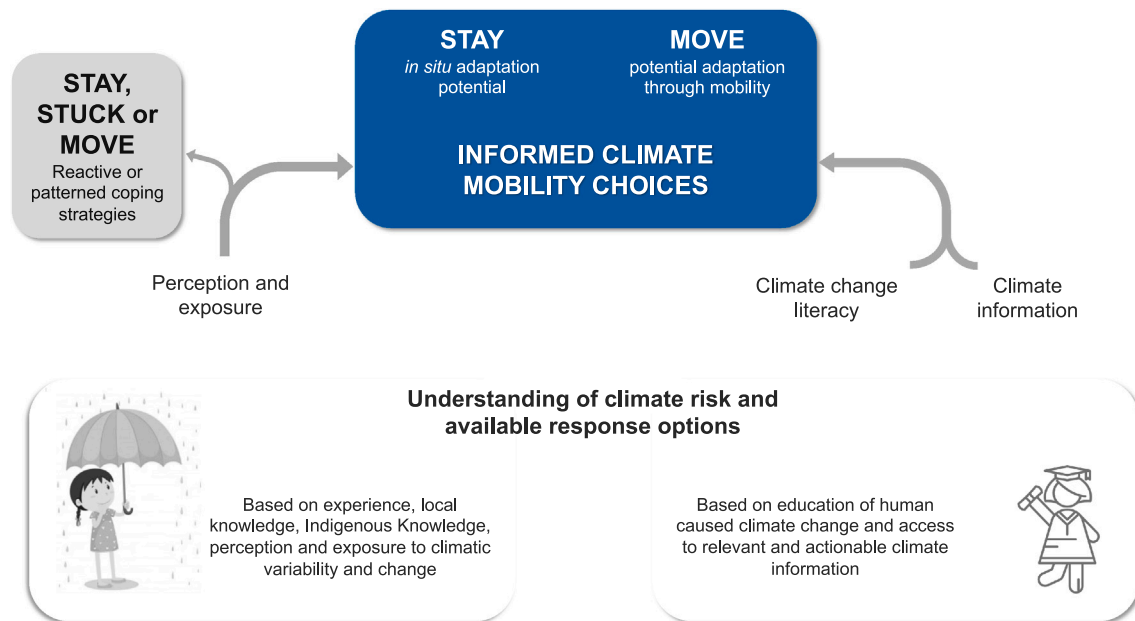 STAY,
STUCK or
MOVE
Reactive or
patterned coping
strategies
STAY
in situ adaptation
potential
MOVE
potential adaptation
through mobility
INFORMED CLIMATE
MOBILITY CHOICES
Perception and
exposure
Climate change
literacy
Climate
information
Understanding of climate risk and
available response options
Based on experience, local
knowledge, Indigenous Knowledge,
perception and exposure to climatic
variability and change
Based on education of human
caused climate change and access
to relevant and actionable climate
information